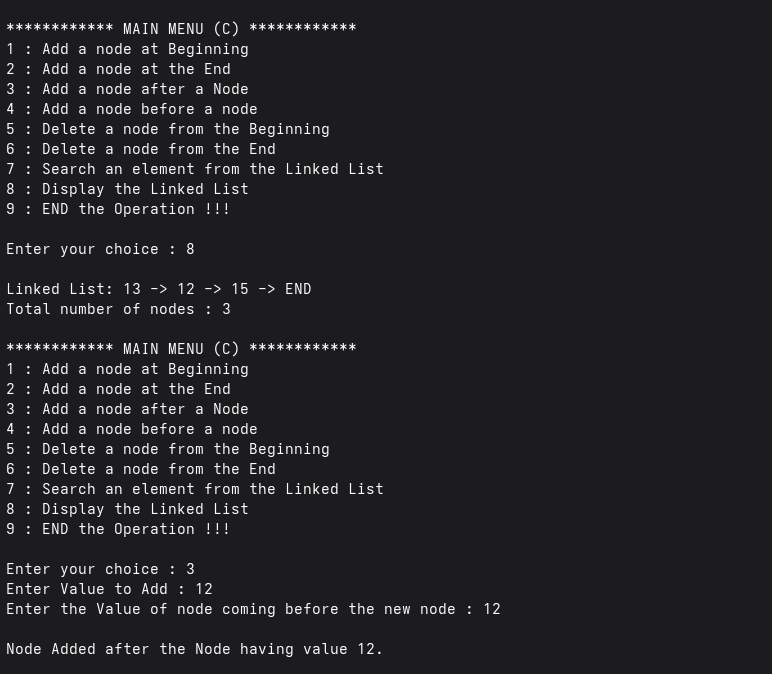 ************ MAIN MENU (C) ************
1 : Add a node at Beginning
2 : Add a node at the End
3 : Add a node after a Node
4 : Add a node before a node
5 : Delete a node from the Beginning
6 : Delete a node from the End
7 : Search an element from the Linked List
8 : Display the Linked List
9 : END the Operation !!!
Enter your choice : 8
Linked List: 13 -> 12 -> 15 -> END
Total number of nodes : 3
************ MAIN MENU (C) ************
1 : Add a node at Beginning
2 : Add a node at the End
3 : Add a node after a Node
4 : Add a node before a node
5 : Delete a node from the Beginning
6 : Delete a node from the End
7 : Search an element from the Linked List
8 : Display the Linked List
9 : END the Operation !!!
Enter your choice : 3
Enter Value to Add : 12
Enter the Value of node coming before the new node : 12
Node Added after the Node having value 12.